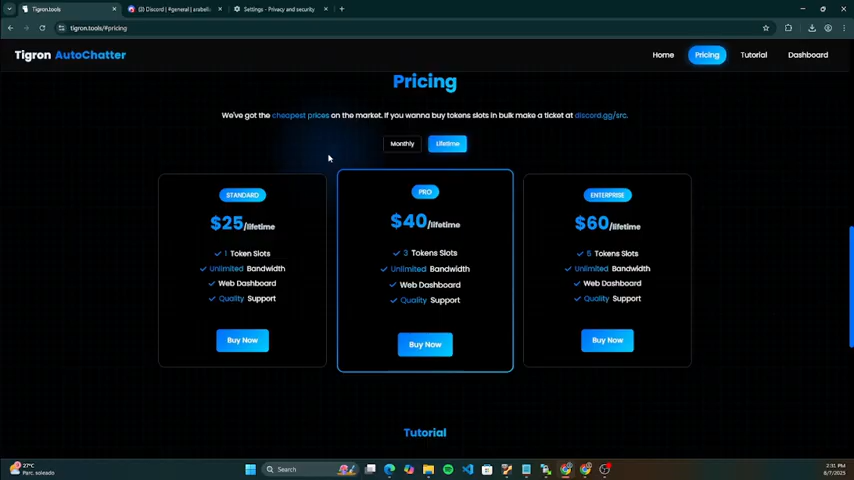 Tigron.tools
(2) Discord | #general | arabelis
Settings - Privacy and security
tigron.tools/#pricing
Tigron AutoChatter
Home
Pricing
Tutorial
Dashboard
Pricing
We've got the cheapest prices on the market. If you wanna buy tokens slots in bulk make a ticket at discord.gg/src.
Monthly
Lifetime
STANDARD
$25/lifetime
1 Token Slots
Unlimited Bandwidth
Web Dashboard
Quality Support
Buy Now
PRO
$40/lifetime
3 Tokens Slots
Unlimited Bandwidth
Web Dashboard
Quality Support
Buy Now
ENTERPRISE
$60/lifetime
5 Tokens Slots
Unlimited Bandwidth
Web Dashboard
Quality Support
Buy Now
Tutorial
27°C
Parc. soleado
Search
2:31 PM
8/7/2025